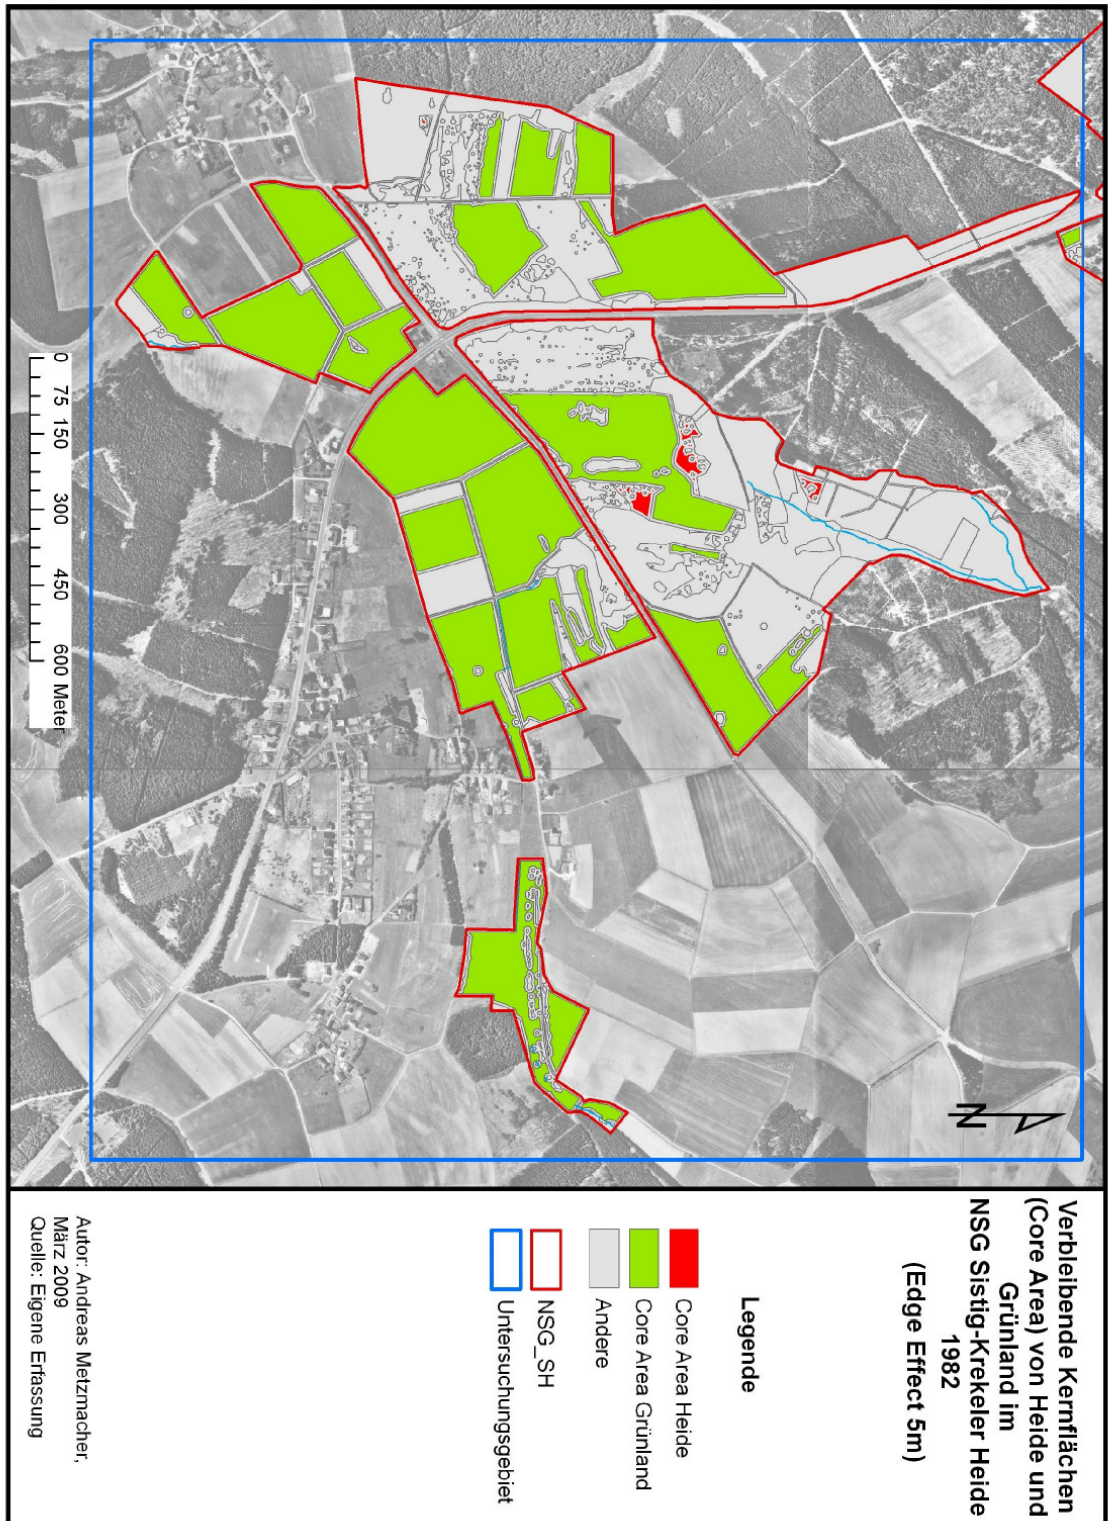 Verbleibende Kernflächen
(Core Area) von Heide und
Grünland im
NSG Sistig-Krekeler Heide
1982
(Edge Effect 5m)
Legende
Core Area Heide
Core Area Grünland
Andere
NSG_SH
Untersuchungsgebiet
Autor: Andreas Metzmacher,
März 2009
Quelle: Eigene Erfassung
N
0 75 150 300 450 600 Meter